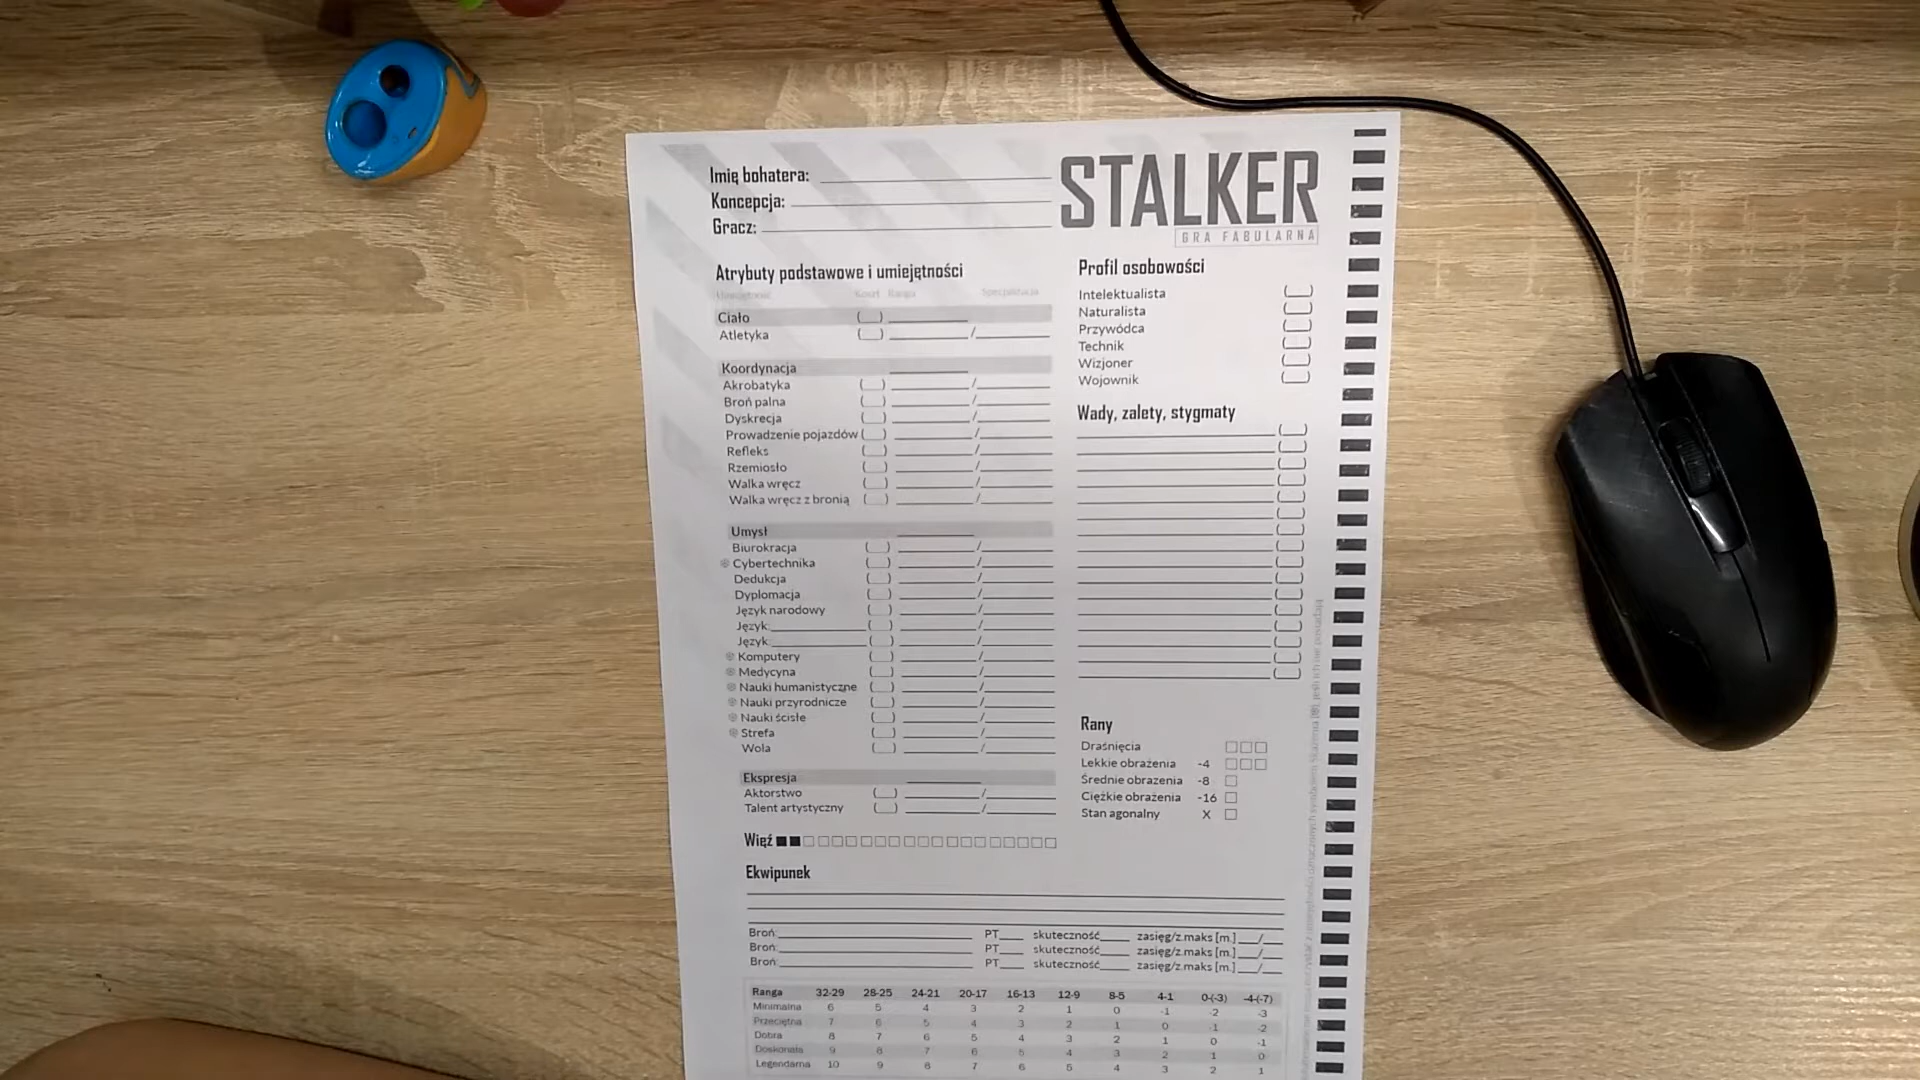 Imię bohatera:
Koncepcja:
Gracz:
STALKER
GRA FABULARNA
Atrybuty podstawowe i umiejętności
Umiejętność Koszt Ranga Specjalizacja
Ciało
Atletyka /
Koordynacja
Akrobatyka /
Broń palna /
Dyskrecja /
Prowadzenie pojazdów /
Refleks /
Rzemiosło /
Walka wręcz /
Walka wręcz z bronią /
Umysł
Biurokracja /
Cybertechnika /
Dedukcja /
Dyplomacja /
Język narodowy /
Język: /
Język: /
Komputery /
Medycyna /
Nauki humanistyczne /
Nauki przyrodnicze /
Nauki ścisłe /
Strefa /
Wola /
Ekspresja
Aktorstwo /
Talent artystyczny /
Więź
Profil osobowości
Intelektualista
Naturalista
Przywódca
Technik
Wizjoner
Wojownik
Wady, zalety, stygmaty
Rany
Draśnięcia
Lekkie obrażenia -4
Średnie obrażenia -8
Ciężkie obrażenia -16
Stan agonalny X
Ekwipunek
Broń: PT skuteczność zasięg/z.maks [m.] /
Broń: PT skuteczność zasięg/z.maks [m.] /
Broń: PT skuteczność zasięg/z.maks [m.] /
Ranga 32-29 28-25 24-21 20-17 16-13 12-9 8-5 4-1 0-(-3) -4-(-7)
Minimalna 6 5 4 3 2 1 0 -1 -2 -3
Przeciętna 7 6 5 4 3 2 1 0 -1 -2
Dobra 8 7 6 5 4 3 2 1 0 -1
Doskonała 9 8 7 6 5 4 3 2 1 0
Legendarna 10 9 8 7 6 5 4 3 2 1